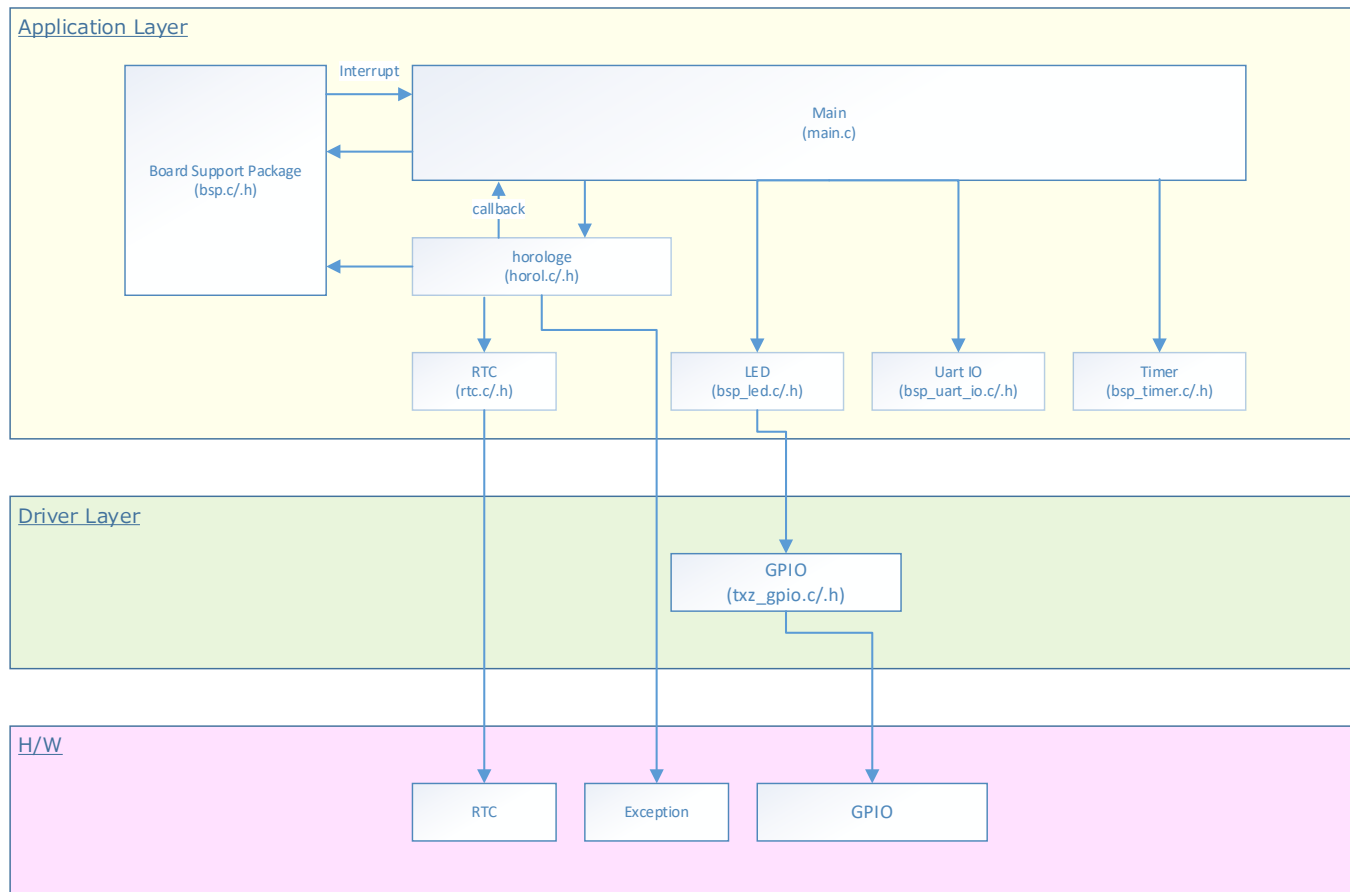 Application Layer
Interrupt
Main
(main.c)
Board Support Package
(bsp.c/.h)
callback
horologe
(horol.c/.h)
RTC
(rtc.c/.h)
LED
(bsp_led.c/.h)
Uart IO
(bsp_uart_io.c/.h)
Timer
(bsp_timer.c/.h)
Driver Layer
GPIO
(txz_gpio.c/.h)
H/W
RTC
Exception
GPIO